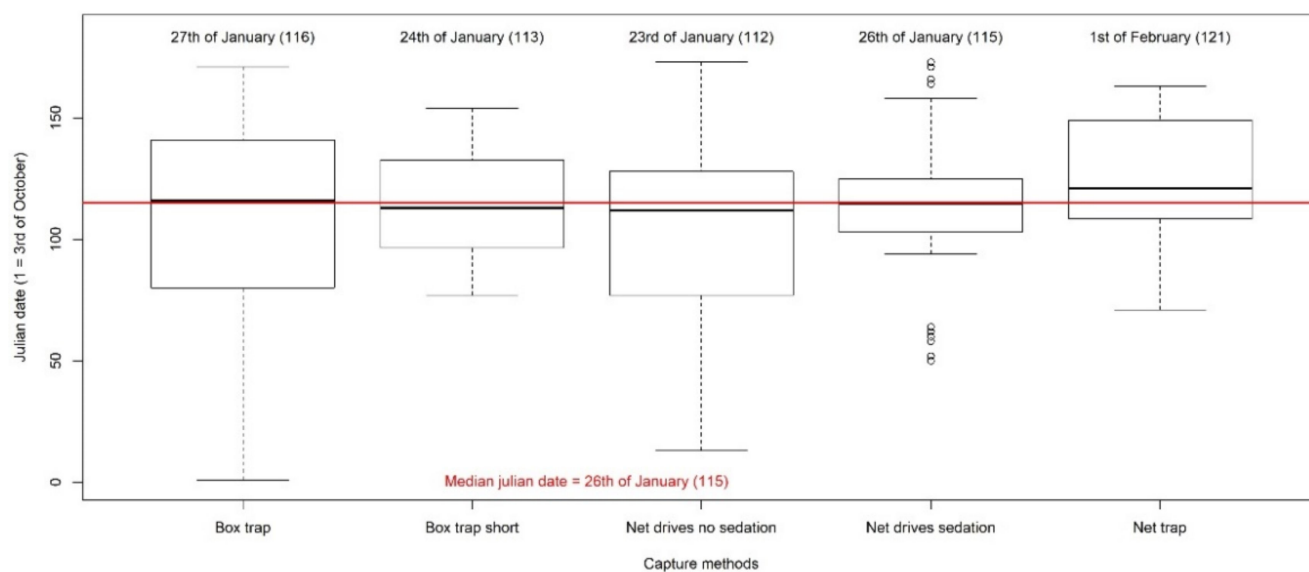 27th of January (116)
24th of January (113)
23rd of January (112)
26th of January (115)
1st of February (121)
Julian date (1 = 3rd of October)
150
100
50
0
Median julian date = 26th of January (115)
Box trap
Box trap short
Net drives no sedation
Net drives sedation
Net trap
Capture methods